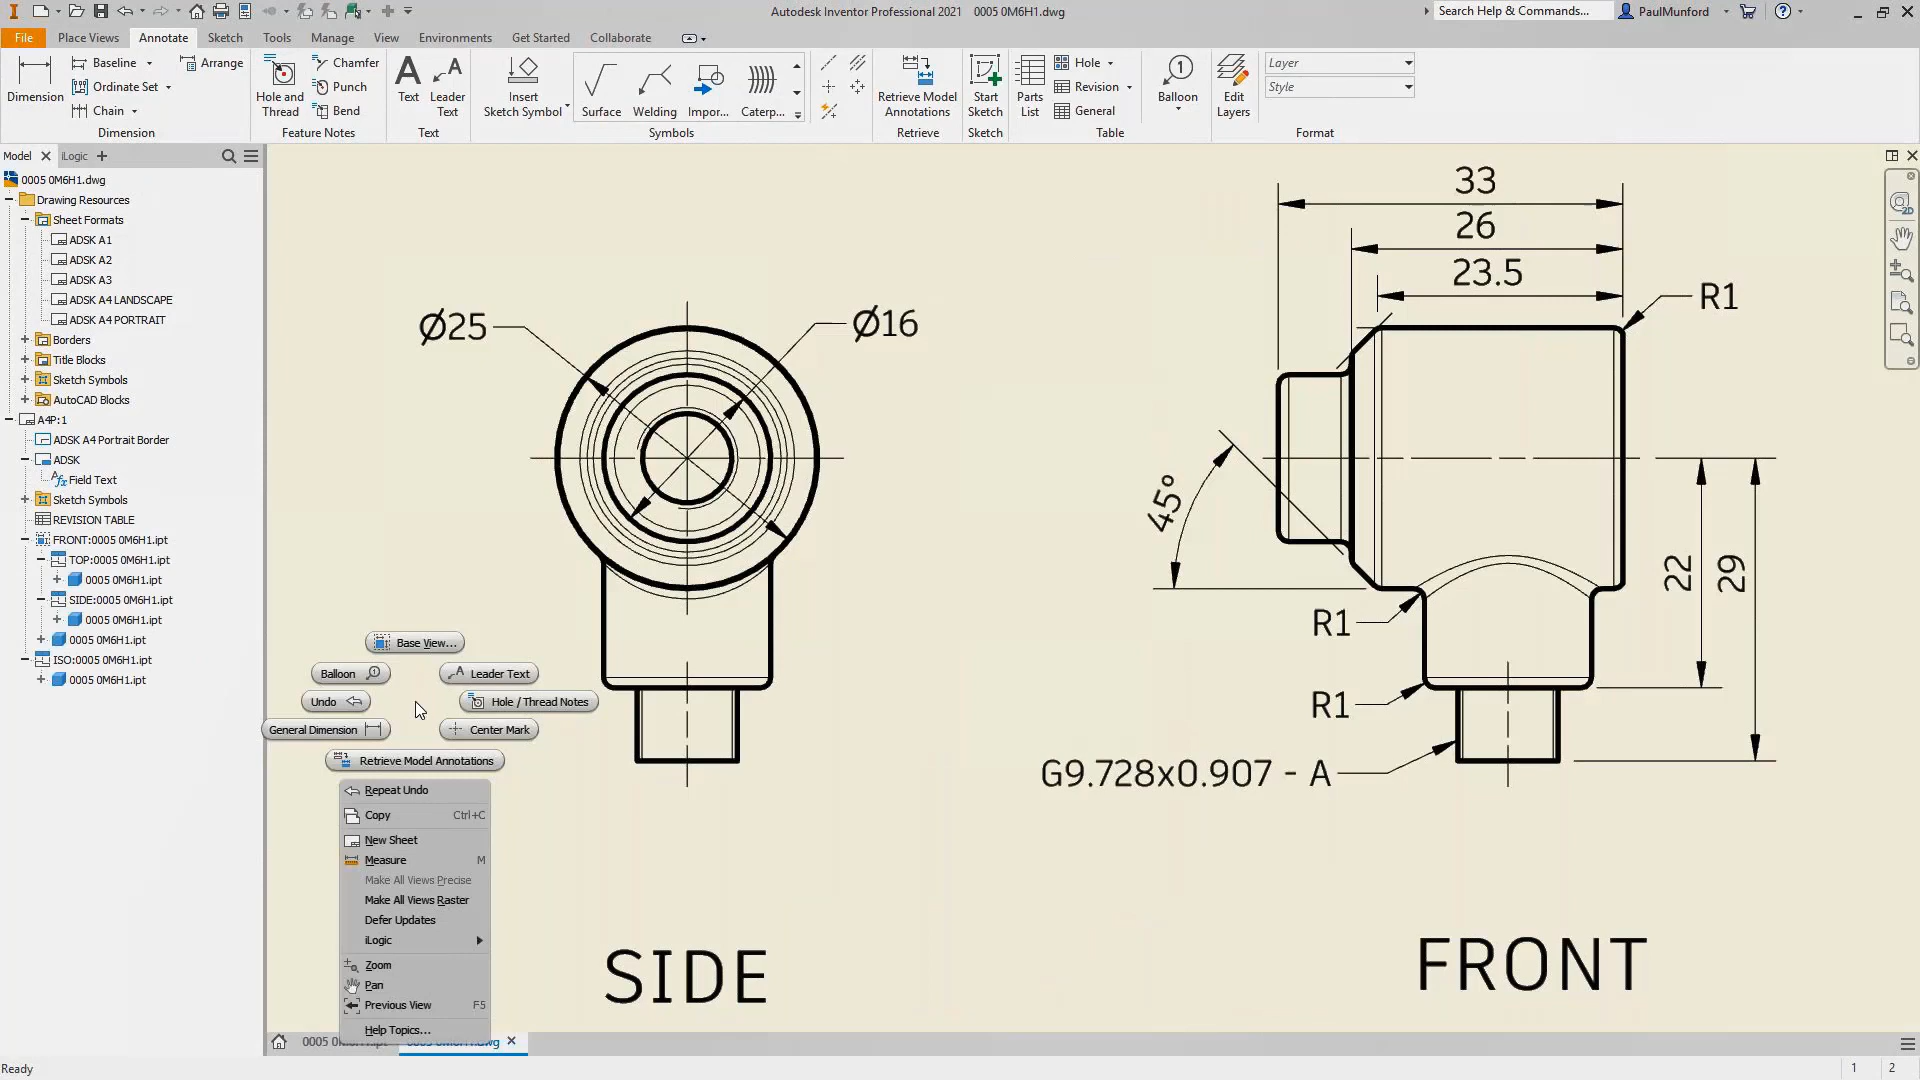 Autodesk Inventor Professional 2021 0005 0M6H1.dwg
Search Help & Commands...
PaulMunford
File
Place Views
Annotate
Sketch
Tools
Manage
View
Environments
Get Started
Collaborate
Dimension
Baseline
Ordinate Set
Chain
Arrange
Dimension
Hole and
Thread
Chamfer
Punch
Bend
Feature Notes
Text
Leader
Text
Text
Insert
Sketch Symbol
Surface
Welding
Impor...
Caterp...
Symbols
Retrieve Model
Annotations
Retrieve
Start
Sketch
Sketch
Parts
List
Hole
Revision
General
Table
Balloon
Edit
Layers
Layer
Style
Format
Model
iLogic
0005 0M6H1.dwg
Drawing Resources
Sheet Formats
ADSK A1
ADSK A2
ADSK A3
ADSK A4 LANDSCAPE
ADSK A4 PORTRAIT
Borders
Title Blocks
Sketch Symbols
AutoCAD Blocks
A4P:1
ADSK A4 Portrait Border
ADSK
Field Text
Sketch Symbols
REVISION TABLE
FRONT:0005 0M6H1.ipt
TOP:0005 0M6H1.ipt
0005 0M6H1.ipt
SIDE:0005 0M6H1.ipt
0005 0M6H1.ipt
0005 0M6H1.ipt
ISO:0005 0M6H1.ipt
0005 0M6H1.ipt
Ø25
Ø16
SIDE
33
26
23.5
R1
45°
22
29
R1
R1
G9.728x0.907 - A
FRONT
2D
Base View...
Balloon
Leader Text
Undo
Hole / Thread Notes
General Dimension
Center Mark
Retrieve Model Annotations
Repeat Undo
Copy Ctrl+C
New Sheet
Measure M
Make All Views Precise
Make All Views Raster
Defer Updates
iLogic
Zoom
Pan
Previous View F5
Help Topics...
Ready
1 2